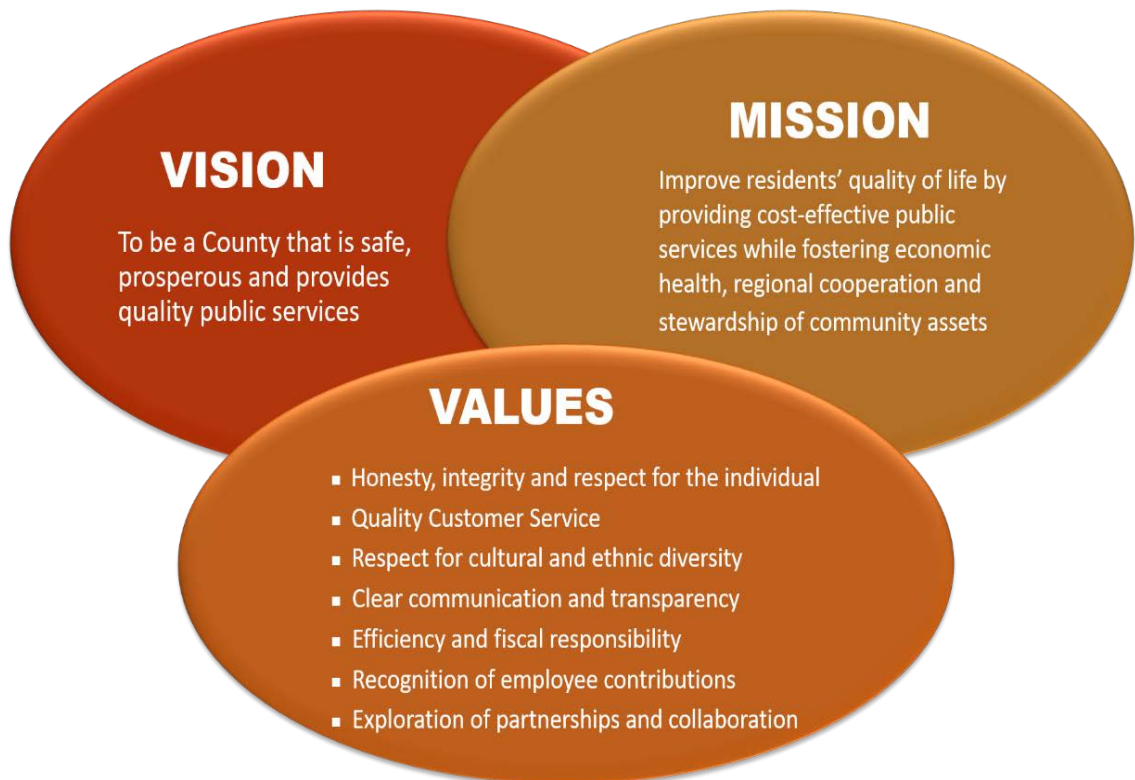 VISION
To be a County that is safe,
prosperous and provides
quality public services
MISSION
Improve residents’ quality of life by
providing cost-effective public
services while fostering economic
health, regional cooperation and
stewardship of community assets
VALUES
▪ Honesty, integrity and respect for the individual
▪ Quality Customer Service
▪ Respect for cultural and ethnic diversity
▪ Clear communication and transparency
▪ Efficiency and fiscal responsibility
▪ Recognition of employee contributions
▪ Exploration of partnerships and collaboration